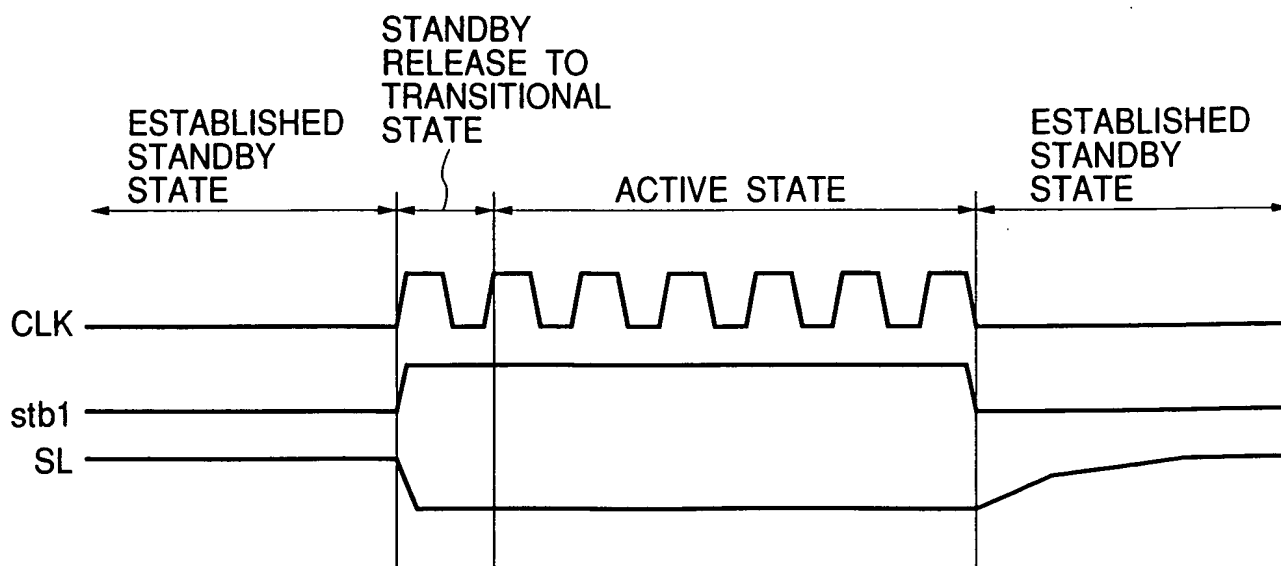 STANDBY
RELEASE TO
TRANSITIONAL
STATE
ESTABLISHED
STANDBY
STATE
ACTIVE STATE
ESTABLISHED
STANDBY
STATE
CLK
stb1
SL